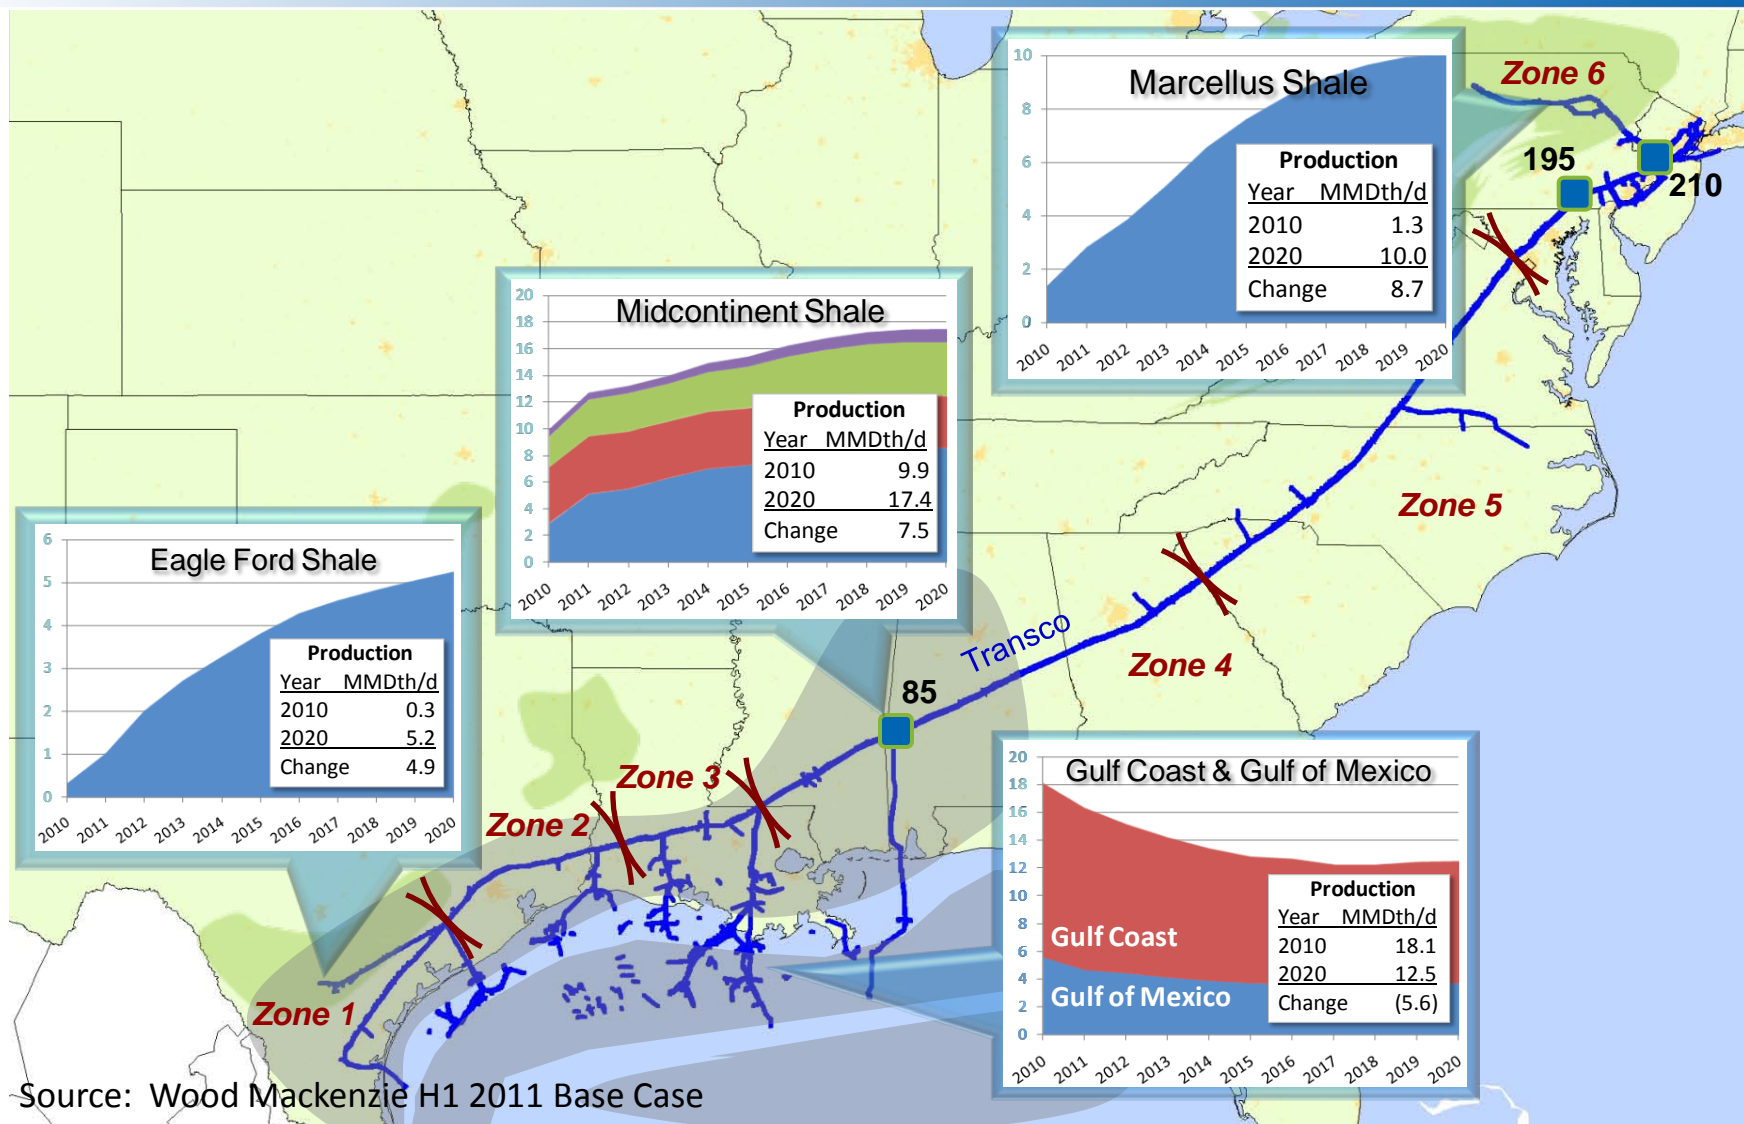 Marcellus Shale
10
8
6
4
2
0
Production
Year MMDth/d
2010 1.3
2020 10.0
Change 8.7
2010 2011 2012 2013 2014 2015 2016 2017 2018 2019 2020
Zone 6
195
210
Midcontinent Shale
20
18
16
14
12
10
8
6
4
2
0
Production
Year MMDth/d
2010 9.9
2020 17.4
Change 7.5
2010 2011 2012 2013 2014 2015 2016 2017 2018 2019 2020
Zone 5
Eagle Ford Shale
6
5
4
3
2
1
0
Production
Year MMDth/d
2010 0.3
2020 5.2
Change 4.9
2010 2011 2012 2013 2014 2015 2016 2017 2018 2019 2020
Transco
Zone 4
85
Zone 3
Zone 2
Zone 1
Gulf Coast & Gulf of Mexico
20
18
16
14
12
10
8
6
4
2
0
Gulf Coast
Gulf of Mexico
Production
Year MMDth/d
2010 18.1
2020 12.5
Change (5.6)
2010 2011 2012 2013 2014 2015 2016 2017 2018 2019 2020
Source: Wood Mackenzie H1 2011 Base Case